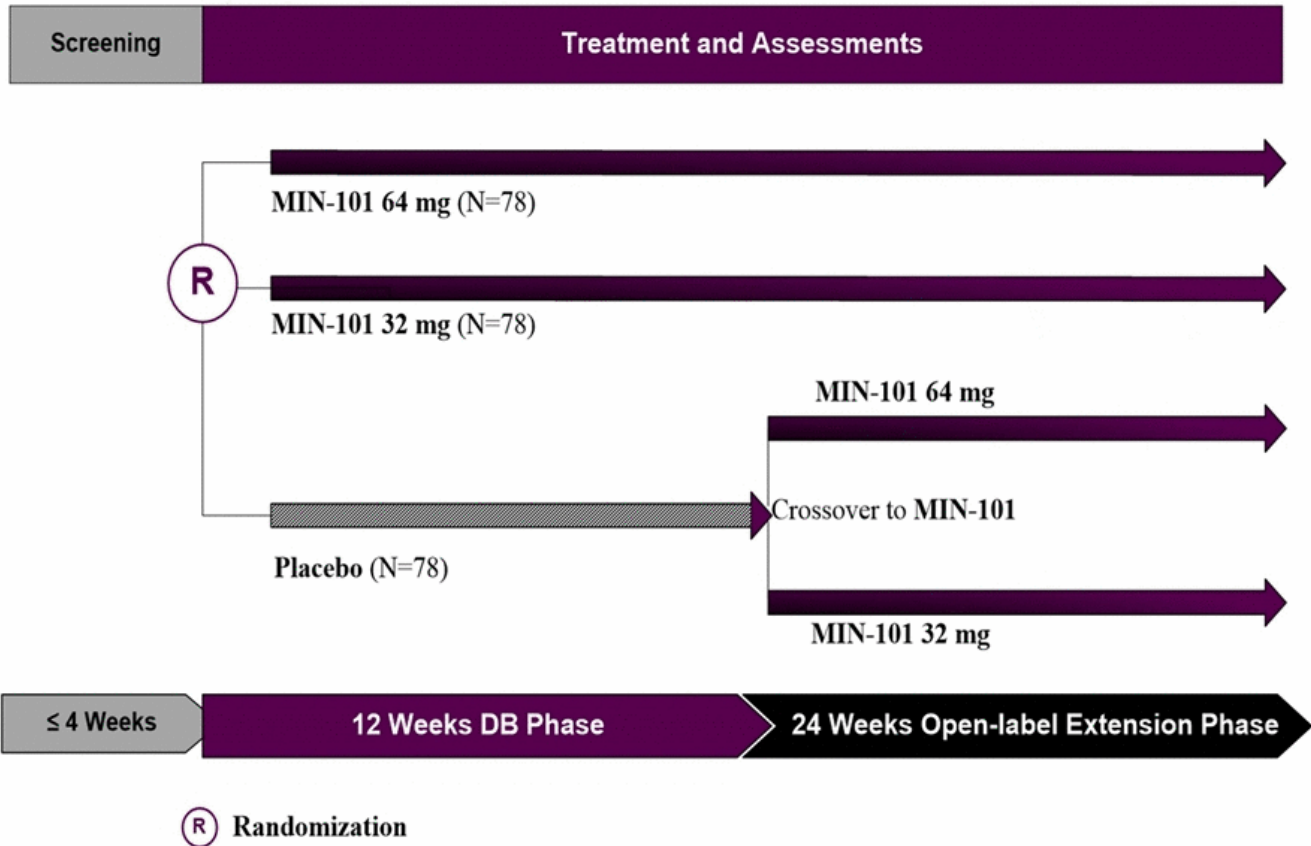 Screening
Treatment and Assessments
MIN-101 64 mg (N=78)
R
MIN-101 32 mg (N=78)
MIN-101 64 mg
Crossover to MIN-101
Placebo (N=78)
MIN-101 32 mg
≤ 4 Weeks
12 Weeks DB Phase
24 Weeks Open-label Extension Phase
R Randomization